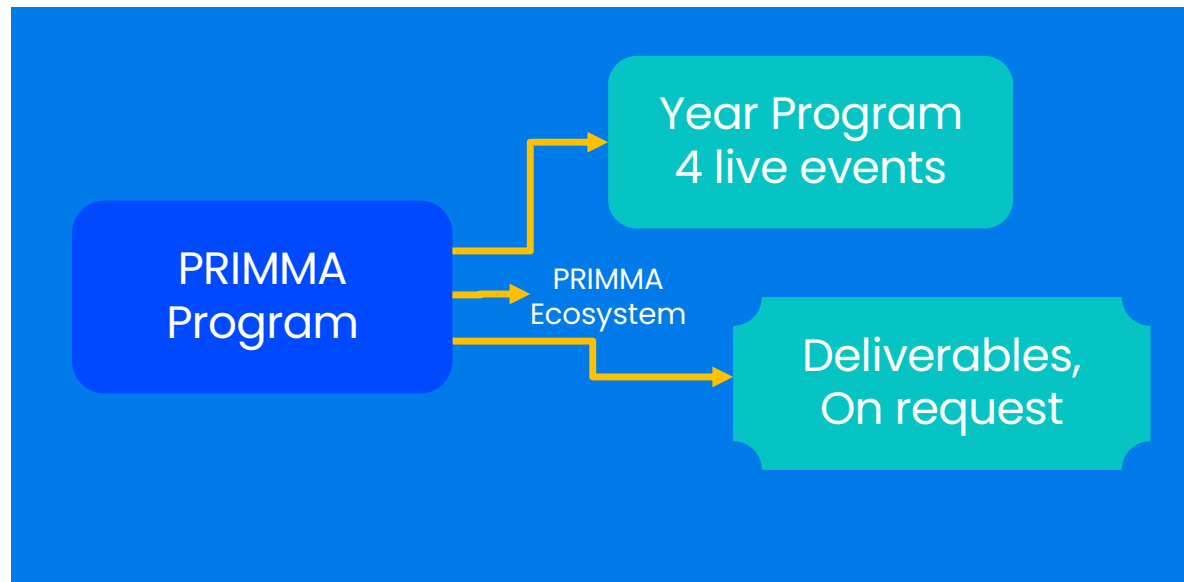 PRIMMA
Program
Year Program
4 live events
PRIMMA
Ecosystem
Deliverables,
On request